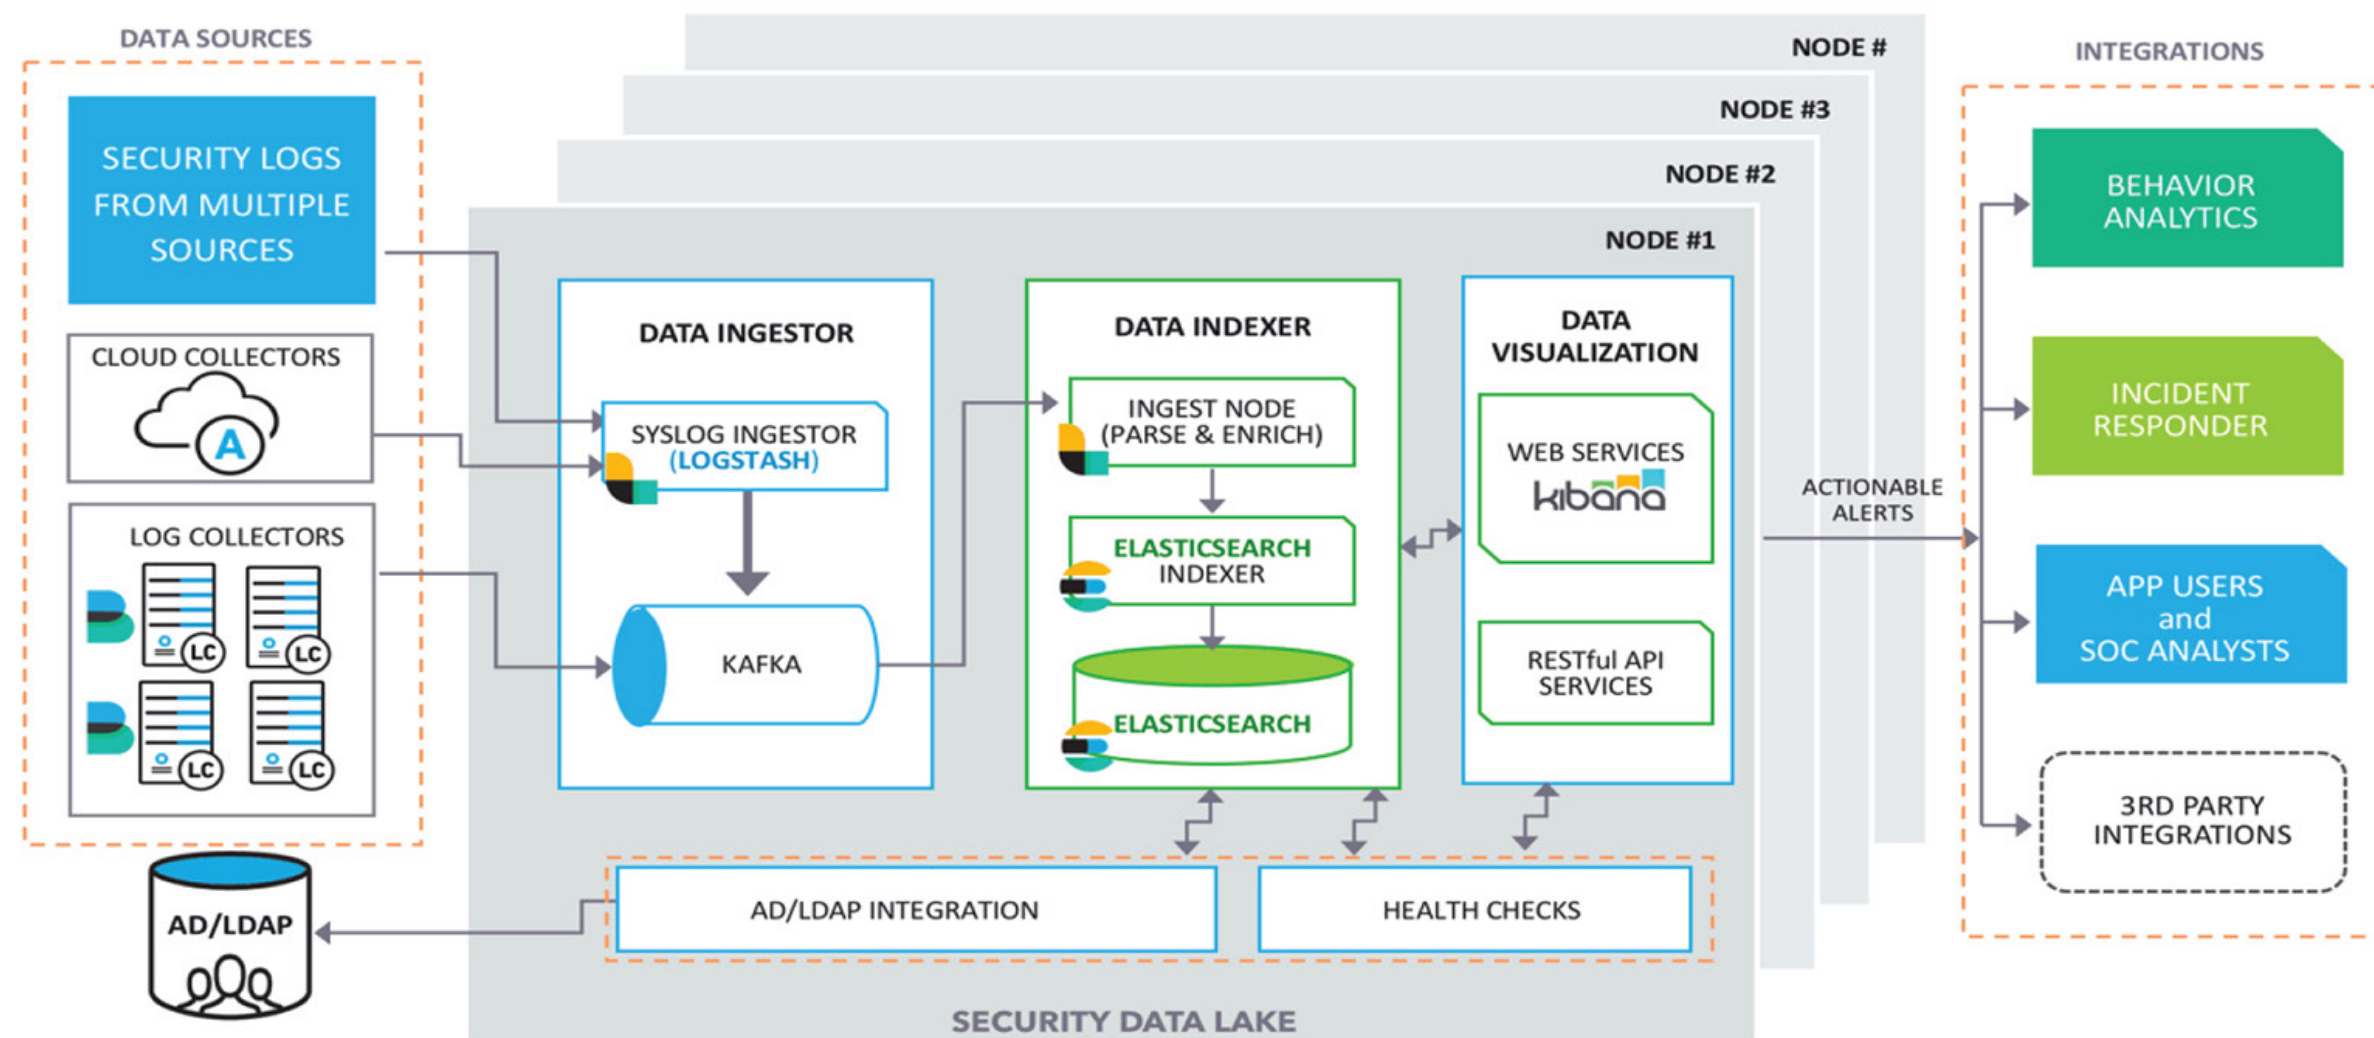 DATA SOURCES
SECURITY LOGS
FROM MULTIPLE
SOURCES
CLOUD COLLECTORS
A
LOG COLLECTORS
LC
LC
LC
LC
AD/LDAP
NODE #
NODE #3
NODE #2
NODE #1
DATA INGESTOR
SYSLOG INGESTOR
(LOGSTASH)
KAFKA
DATA INDEXER
INGEST NODE
(PARSE & ENRICH)
ELASTICSEARCH
INDEXER
ELASTICSEARCH
DATA
VISUALIZATION
WEB SERVICES
kibana
RESTful API
SERVICES
AD/LDAP INTEGRATION
HEALTH CHECKS
SECURITY DATA LAKE
ACTIONABLE
ALERTS
INTEGRATIONS
BEHAVIOR
ANALYTICS
INCIDENT
RESPONDER
APP USERS
and
SOC ANALYSTS
3RD PARTY
INTEGRATIONS